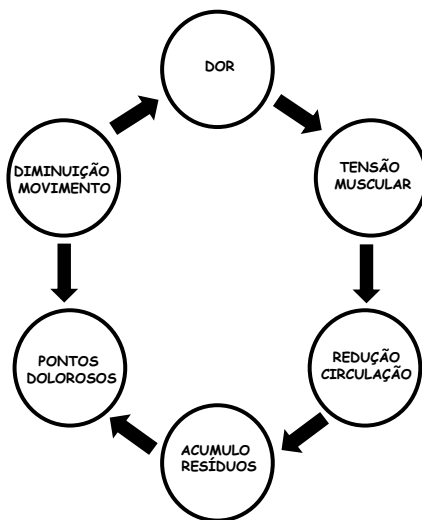 DOR
TENSÃO
MUSCULAR
REDUÇÃO
CIRCULAÇÃO
ACUMULO
RESÍDUOS
PONTOS
DOLOROSOS
DIMINUIÇÃO
MOVIMENTO